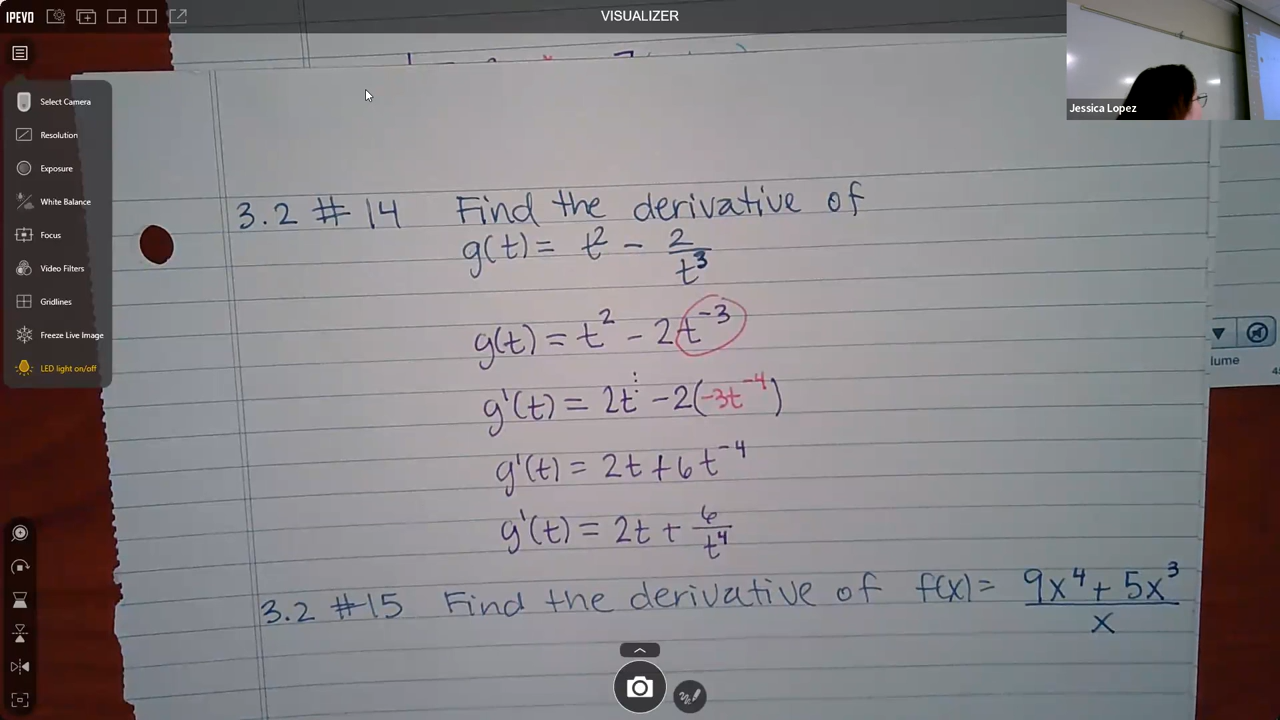 IPEVO
VISUALIZER
Jessica Lopez
Select Camera
Resolution
Exposure
White Balance
Focus
Video Filters
Gridlines
Freeze Live Image
LED light on/off
lume
3.2 # 14 Find the derivative of
g(t) = t² - 2/t³
g(t) = t² - 2t⁻³
g'(t) = 2t - 2(-3t⁻⁴)
g'(t) = 2t + 6t⁻⁴
g'(t) = 2t + 6/t⁴
3.2 #15 Find the derivative of f(x) = (9x⁴ + 5x³)/x